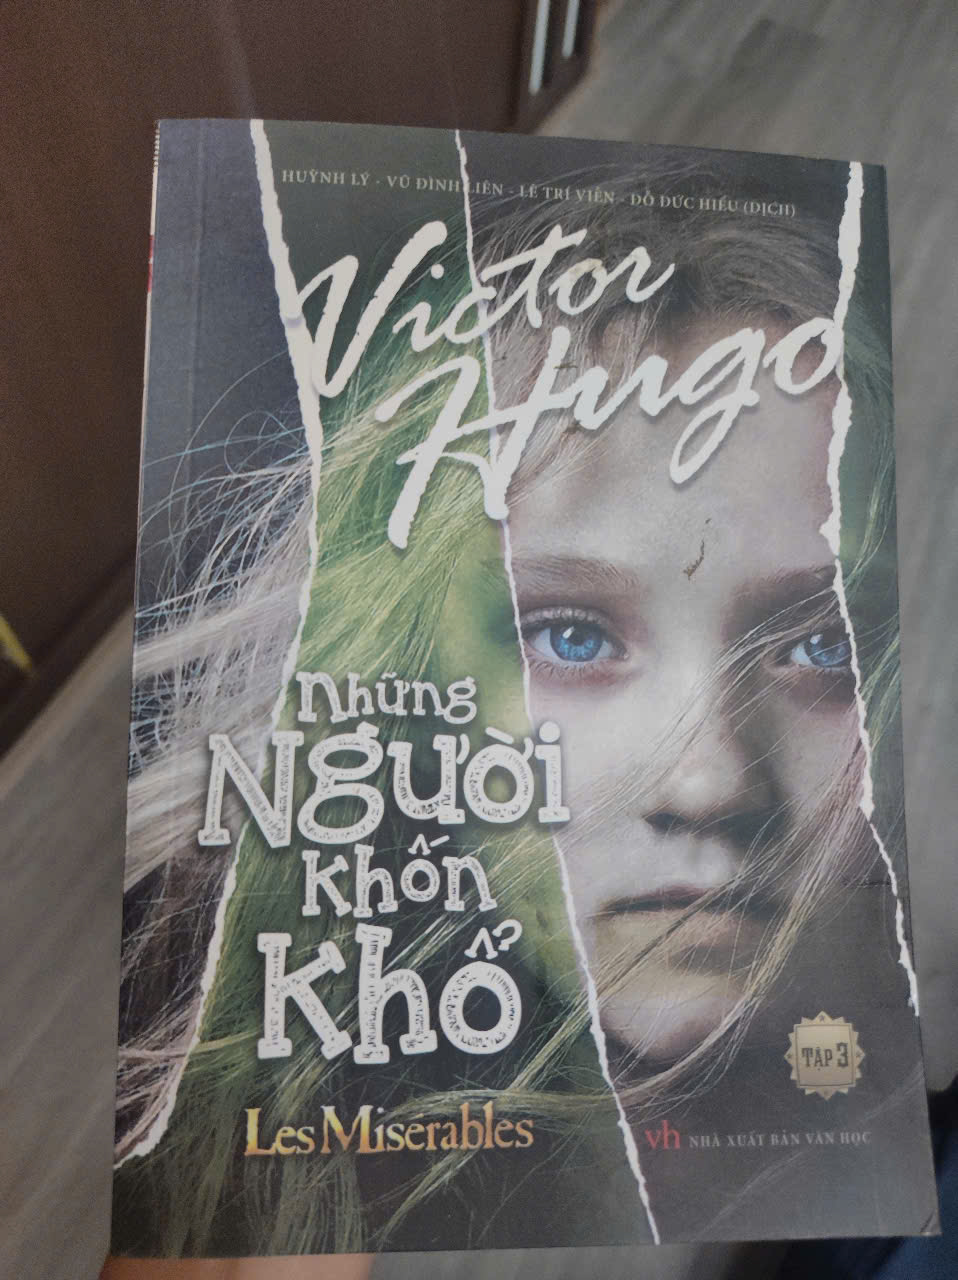 HUỲNH LÝ - VŨ ĐÌNH LIÊN - LÊ TRÍ VIỄN - ĐỖ ĐỨC HIỂU (DỊCH)
Victor
Hugo
Những
Người
Khốn
Khổ
Les Misérables
TẬP 3
vh NHÀ XUẤT BẢN VĂN HỌC